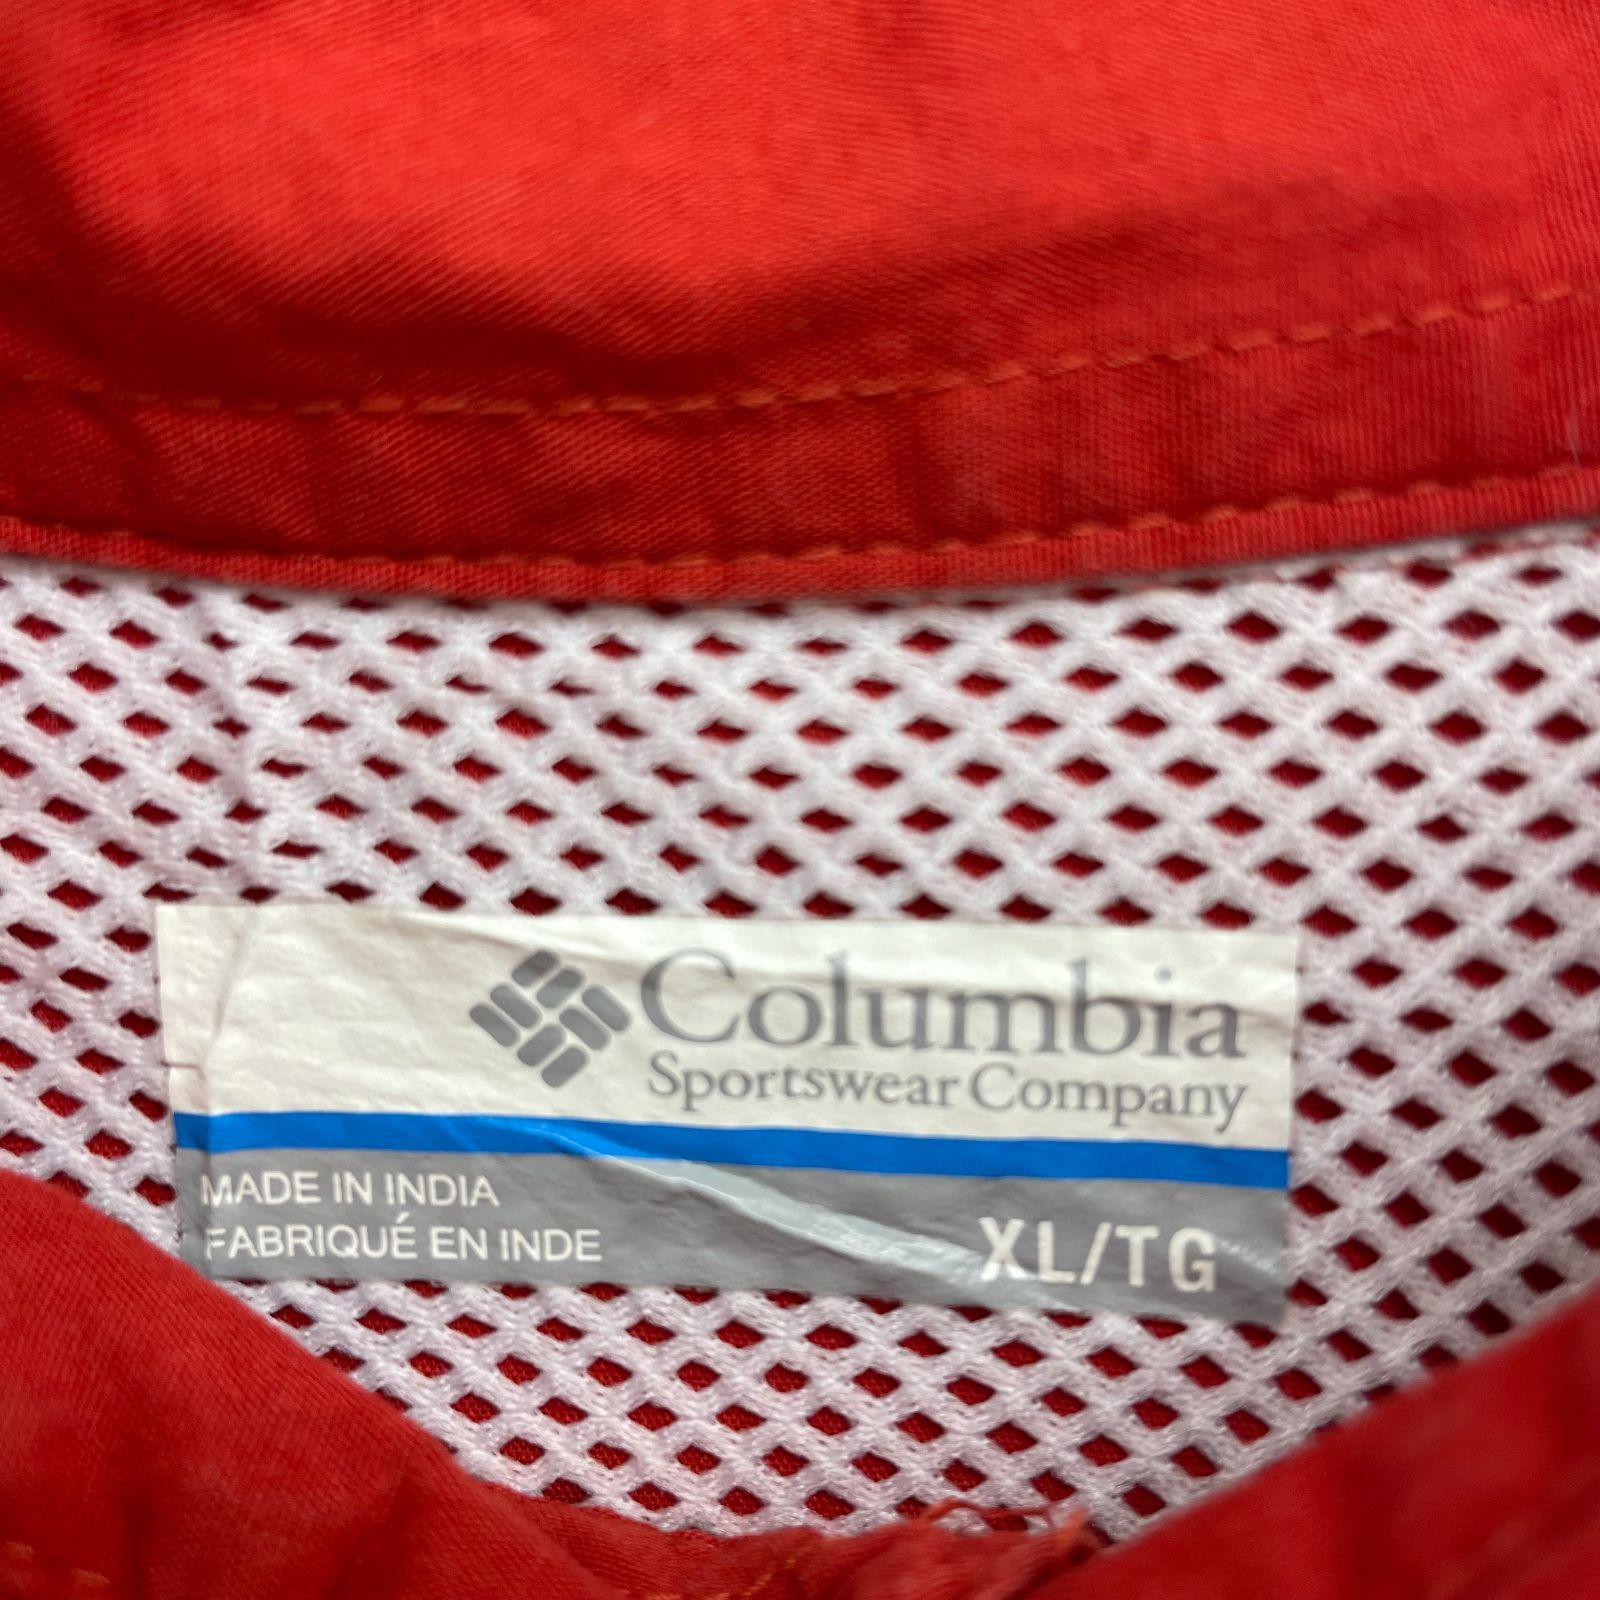 Columbia
Sportswear Company
MADE IN INDIA
FABRIQUÉ EN INDE
XL/TG